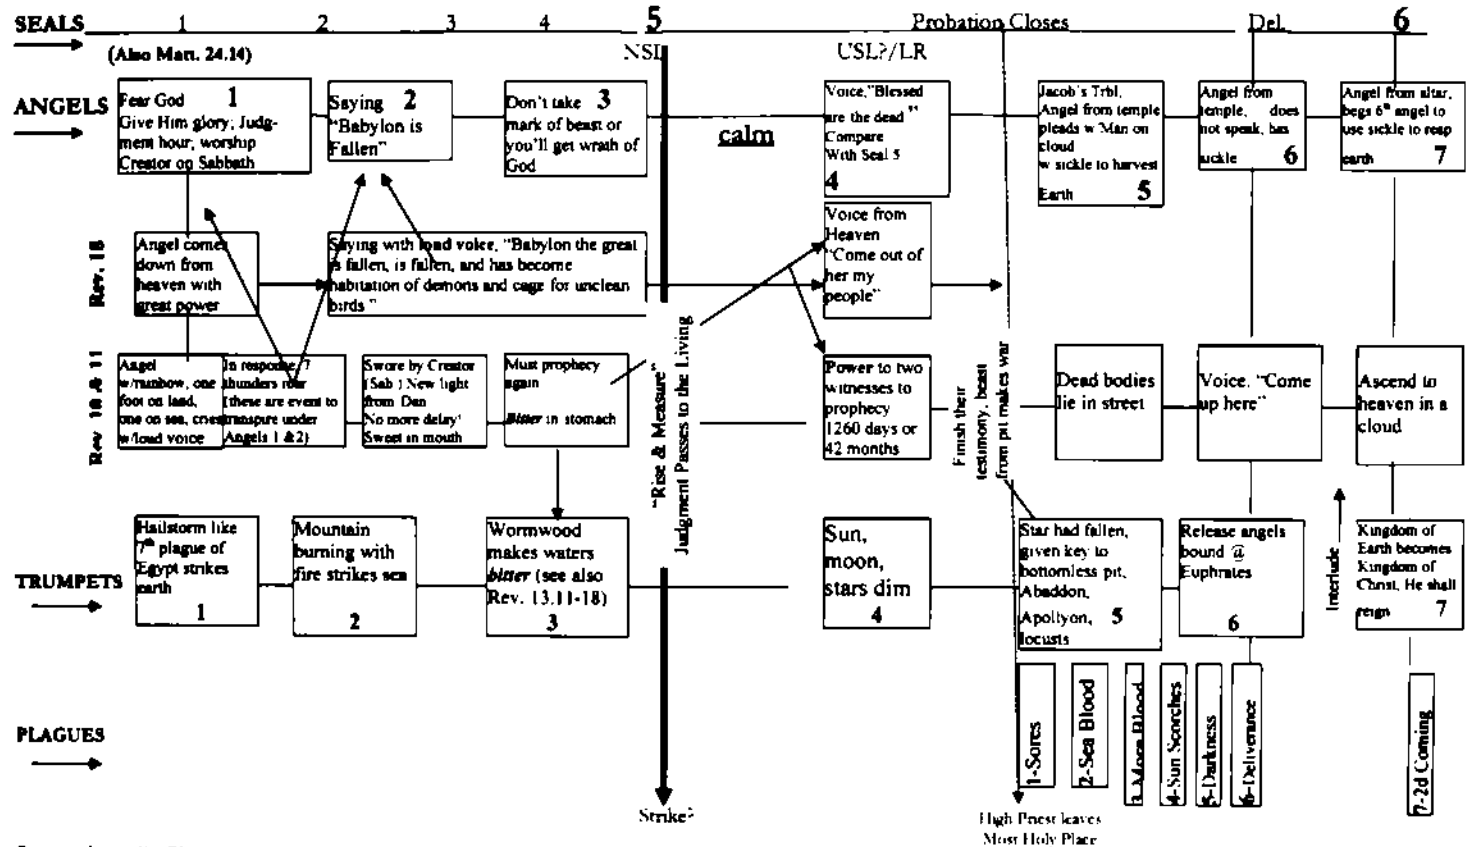 SEALS 1 2 3 4 5 Probation Closes Del. 6
(Also Matt. 24.14)
NSL
USL?/LR
ANGELS
Fear God 1
Give Him glory; Judg-
ment hour; worship
Creator on Sabbath
Saying 2
"Babylon is
Fallen"
Don't take 3
mark of beast or
you'll get wrath of
God
calm
Voice, "Blessed
are the dead"
Compare
With Seal 5
4
Jacob's Trbl,
Angel from temple
pleads w Man on
cloud
w sickle to harvest
Earth 5
Angel from
temple, does
not speak, has
sickle 6
Angel from altar,
begs 6th angel to
use sickle to reap
earth 7
Rev. 18
Angel comes
down from
heaven with
great power
Saying with loud voice, "Babylon the great
is fallen, is fallen, and has become
habitation of demons and cage for unclean
birds."
Voice from
Heaven
"Come out of
her my
people"
Rev 10 & 11
Angel
w/rainbow, one
foot on land,
one on sea, cries
w/loud voice
In response, 7
thunders roar
(these are event to
transpire under
Angels 1 & 2)
Swore by Creator
(Sab.) New light
from Dan
No more delay!
Sweet in mouth
Must prophecy
again
Bitter in stomach
"Rise & Measure"
Judgment Passes to the Living
Power to two
witnesses to
prophecy
1260 days or
42 months
Finish their
testimony, beast
from pit makes war
Dead bodies
lie in street
Voice, "Come
up here"
Ascend to
heaven in a
cloud
TRUMPETS
Hailstorm like
7th plague of
Egypt strikes
earth
1
Mountain
burning with
fire strikes sea
2
Wormwood
makes waters
bitter (see also
Rev. 13.11-18)
3
Sun,
moon,
stars dim
4
Star had fallen,
given key to
bottomless pit,
Abaddon,
Apollyon, 5
locusts
Release angels
bound @
Euphrates
6
Interlude
Kingdom of
Earth becomes
Kingdom of
Christ, He shall
reign 7
PLAGUES
1-Sores
2-Sea Blood
Blood
4-Sun Scorches
5-Darkness
6-Deliverance
7-2d Coming
Strike?
High Priest leaves
Most Holy Place